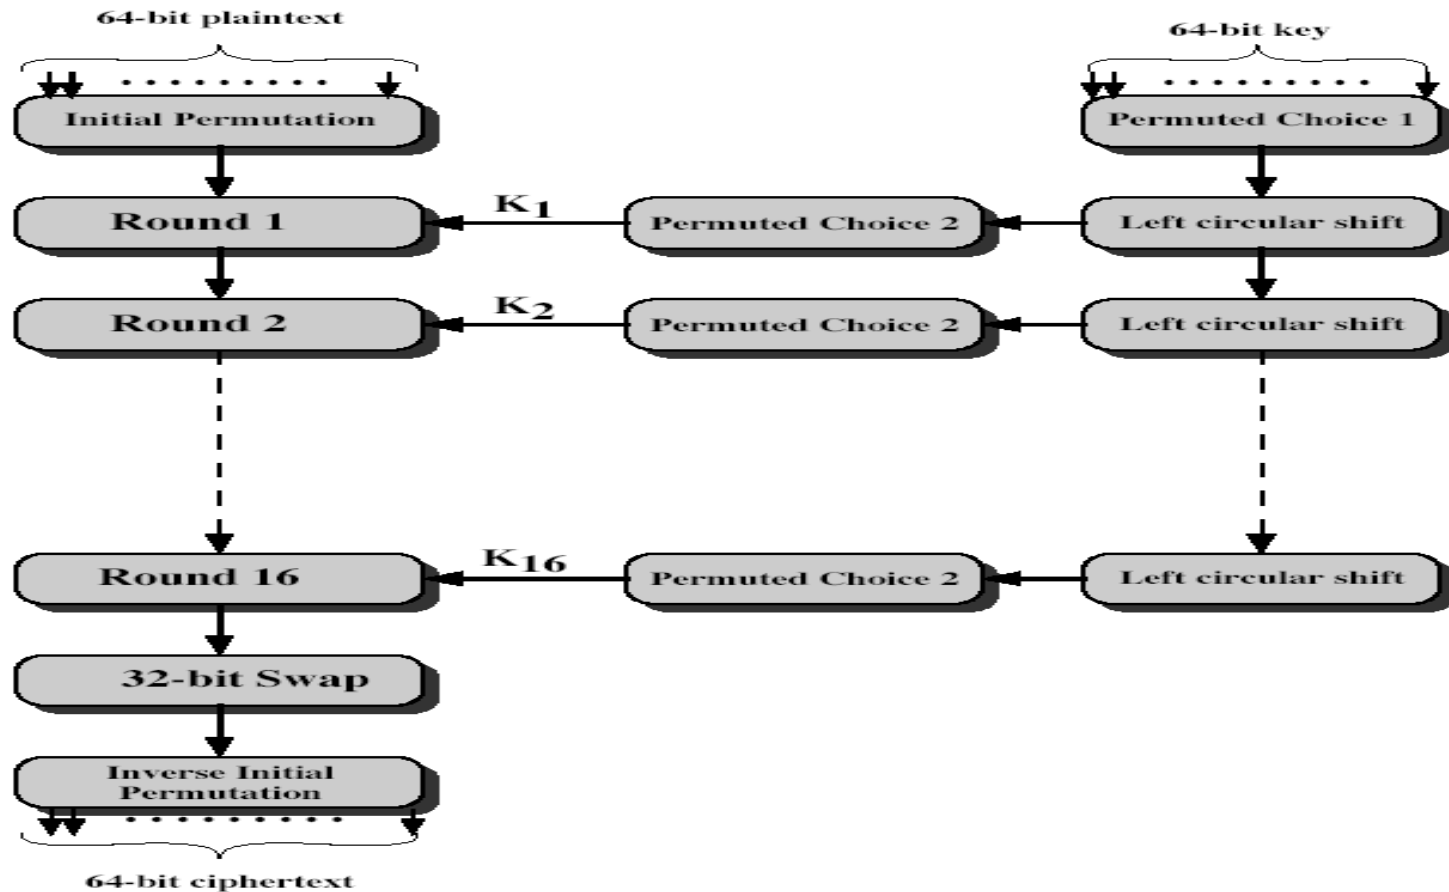 64-bit plaintext
64-bit key
Initial Permutation
Permuted Choice 1
Round 1
K1
Permuted Choice 2
Left circular shift
Round 2
K2
Permuted Choice 2
Left circular shift
Round 16
K16
Permuted Choice 2
Left circular shift
32-bit Swap
Inverse Initial
Permutation
64-bit ciphertext